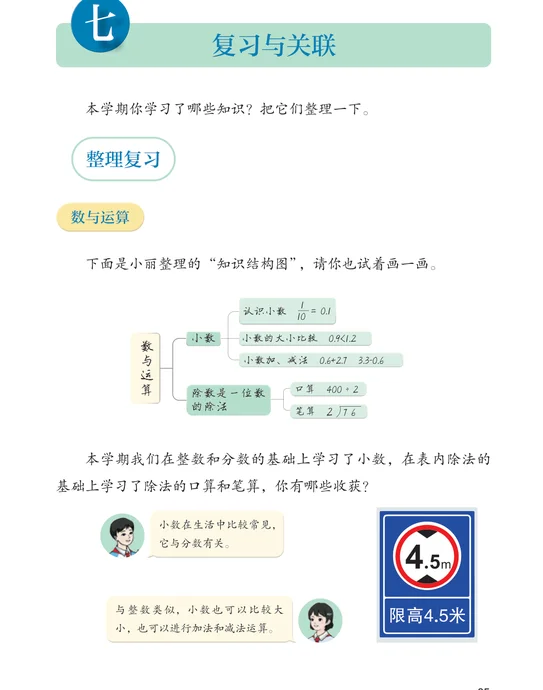 七
复习与关联
本学期你学习了哪些知识？把它们整理一下。
整理复习
数与运算
下面是小丽整理的“知识结构图”，请你也试着画一画。
数与运算
小数
认识小数 1/10 = 0.1
小数的大小比较 0.9<1.2
小数加、减法 0.6+2.7 3.3-0.6
除数是一位数
的除法
口算 400÷2
笔算 2)76
本学期我们在整数和分数的基础上学习了小数，在表内除法的
基础上学习了除法的口算和笔算，你有哪些收获？
小数在生活中比较常见，
它与分数有关。
4.5m
限高4.5米
与整数类似，小数也可以比较大
小，也可以进行加法和减法运算。